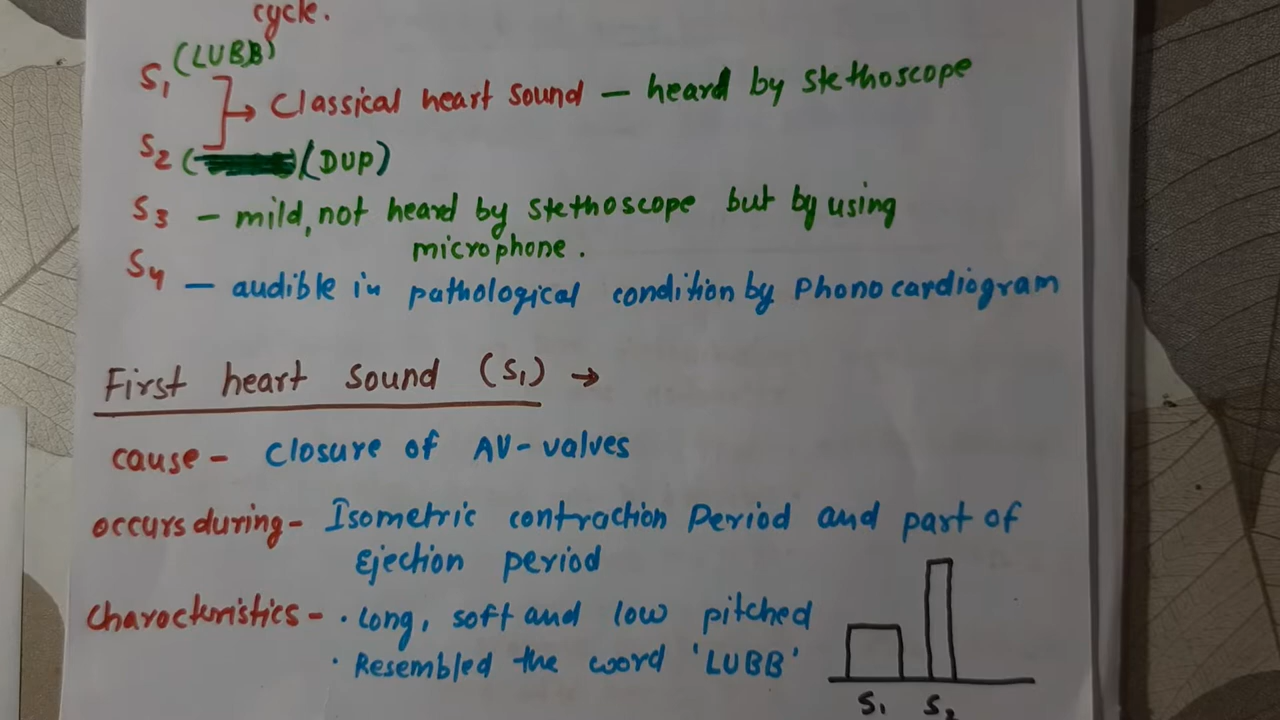 cycle.
S1 (LUBB)
Classical heart sound – heard by stethoscope
S2 ( ) (DUP)
S3 – mild, not heard by stethoscope but by using
microphone.
S4 – audible in pathological condition by Phonocardiogram
First heart sound (S1) →
cause – Closure of AV-valves
occurs during – Isometric contraction Period and part of
Ejection period
Charocteristics – · Long, soft and low pitched
· Resembled the word 'LUBB'
S1 S2